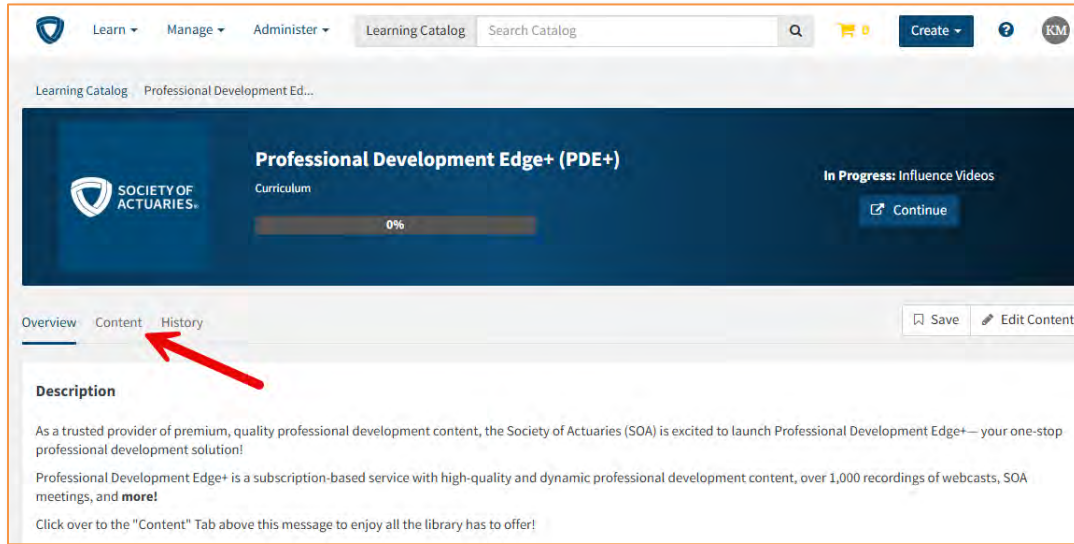 Learn Manage Administer Learning Catalog Search Catalog 0 Create ? KM
Learning Catalog Professional Development Ed...
SOCIETY OF
ACTUARIES®
Professional Development Edge+ (PDE+)
Curriculum
0%
In Progress: Influence Videos
Continue
Overview Content History Save Edit Content
Description
As a trusted provider of premium, quality professional development content, the Society of Actuaries (SOA) is excited to launch Professional Development Edge+— your one-stop
professional development solution!
Professional Development Edge+ is a subscription-based service with high-quality and dynamic professional development content, over 1,000 recordings of webcasts, SOA
meetings, and more!
Click over to the "Content" Tab above this message to enjoy all the library has to offer!